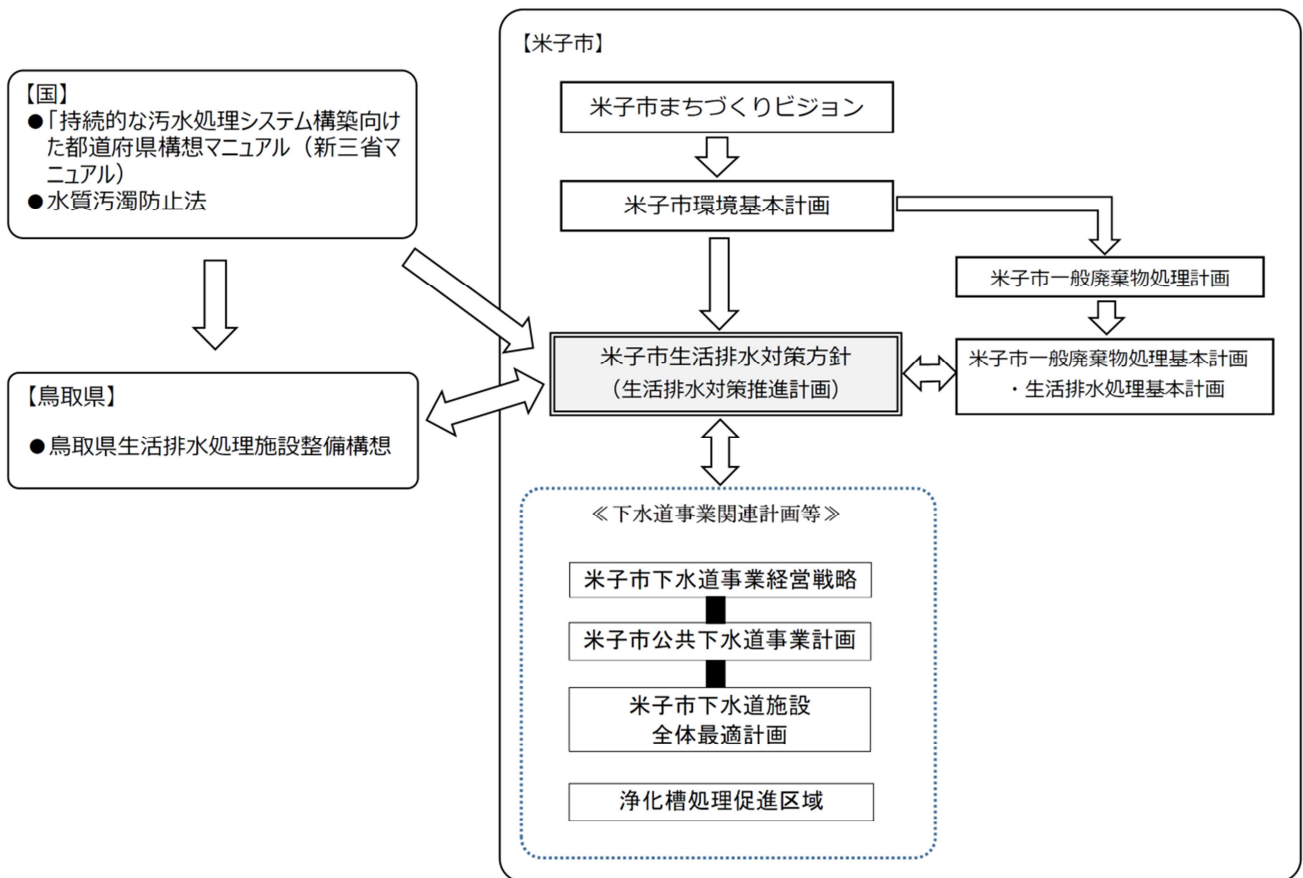 【国】
●「持続的な汚水処理システム構築向け
た都道府県構想マニュアル（新三省マ
ニュアル）
●水質汚濁防止法
【鳥取県】
●鳥取県生活排水処理施設整備構想
【米子市】
米子市まちづくりビジョン
米子市環境基本計画
米子市一般廃棄物処理計画
米子市生活排水対策方針
（生活排水対策推進計画）
米子市一般廃棄物処理基本計画
・生活排水処理基本計画
≪下水道事業関連計画等≫
米子市下水道事業経営戦略
米子市公共下水道事業計画
米子市下水道施設
全体最適計画
浄化槽処理促進区域